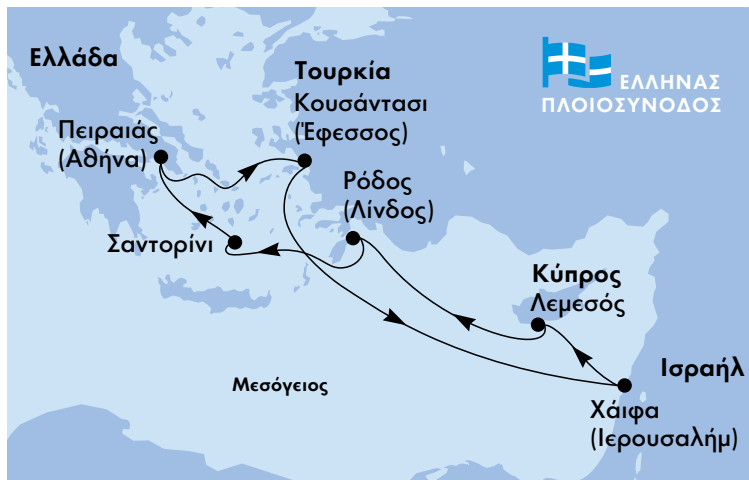 Ελλάδα
Τουρκία
Κουσάντασι
(Έφεσσος)
ΕΛΛΗΝΑΣ
ΠΛΟΙΟΣΥΝΟΔΟΣ
Πειραιάς
(Αθήνα)
Ρόδος
(Λίνδος)
Σαντορίνι
Κύπρος
Λεμεσός
Μεσόγειος
Ισραήλ
Χάιφα
(Ιερουσαλήμ)